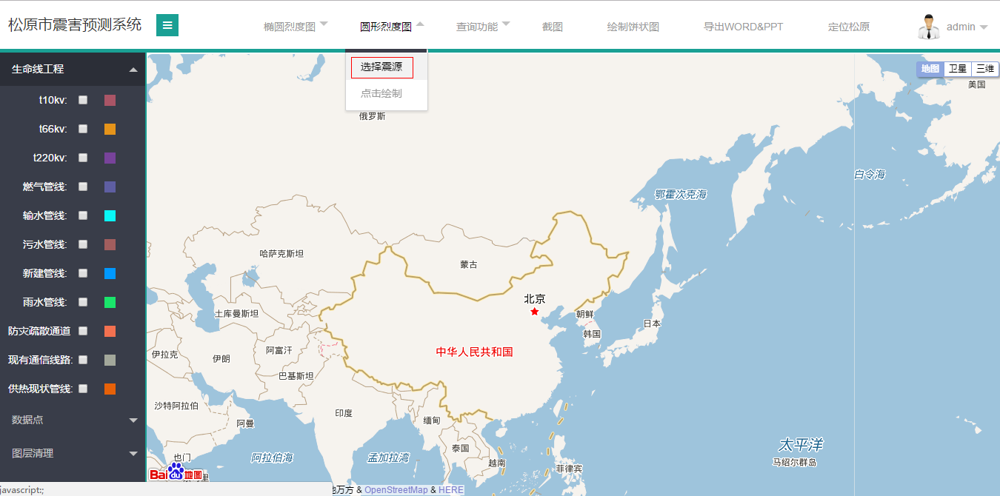 松原市震害预测系统
椭圆烈度图
圆形烈度图
查询功能
截图
绘制饼状图
导出WORD&PPT
定位松原
admin
选择震源
点击绘制
生命线工程
t10kv:
t66kv:
t220kv:
燃气管线:
输水管线:
污水管线:
新建管线:
雨水管线:
防灾疏散通道
现有通信线路:
供热现状管线:
数据点
图层清理
地图
卫星
三维
美国
俄罗斯
白令海
鄂霍次克海
哈萨克斯坦
蒙古
北京
土库曼斯坦
朝鲜
日本
韩国
中华人民共和国
伊拉克
伊朗
阿富汗
巴基斯坦
沙特阿拉伯
阿曼
印度
缅甸
也门
阿拉伯海
孟加拉湾
泰国
越南
菲律宾
太平洋
马绍尔群岛
Bai du 地图
里
javascript:;
万方 & OpenStreetMap & HERE